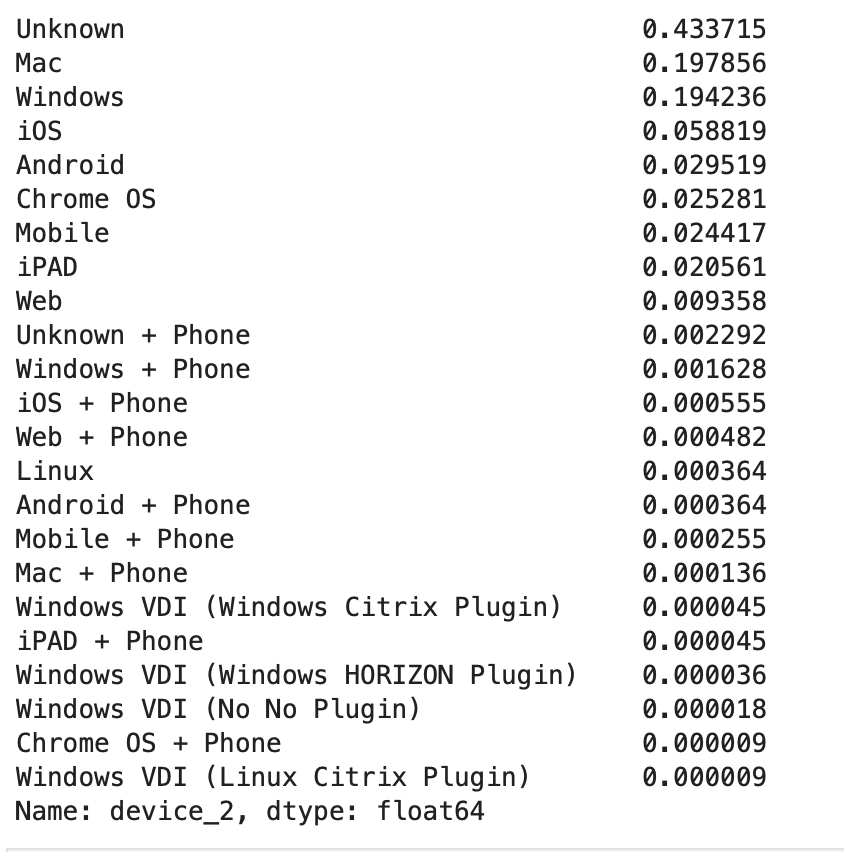 Unknown 0.433715
Mac 0.197856
Windows 0.194236
iOS 0.058819
Android 0.029519
Chrome OS 0.025281
Mobile 0.024417
iPAD 0.020561
Web 0.009358
Unknown + Phone 0.002292
Windows + Phone 0.001628
iOS + Phone 0.000555
Web + Phone 0.000482
Linux 0.000364
Android + Phone 0.000364
Mobile + Phone 0.000255
Mac + Phone 0.000136
Windows VDI (Windows Citrix Plugin) 0.000045
iPAD + Phone 0.000045
Windows VDI (Windows HORIZON Plugin) 0.000036
Windows VDI (No No Plugin) 0.000018
Chrome OS + Phone 0.000009
Windows VDI (Linux Citrix Plugin) 0.000009
Name: device_2, dtype: float64